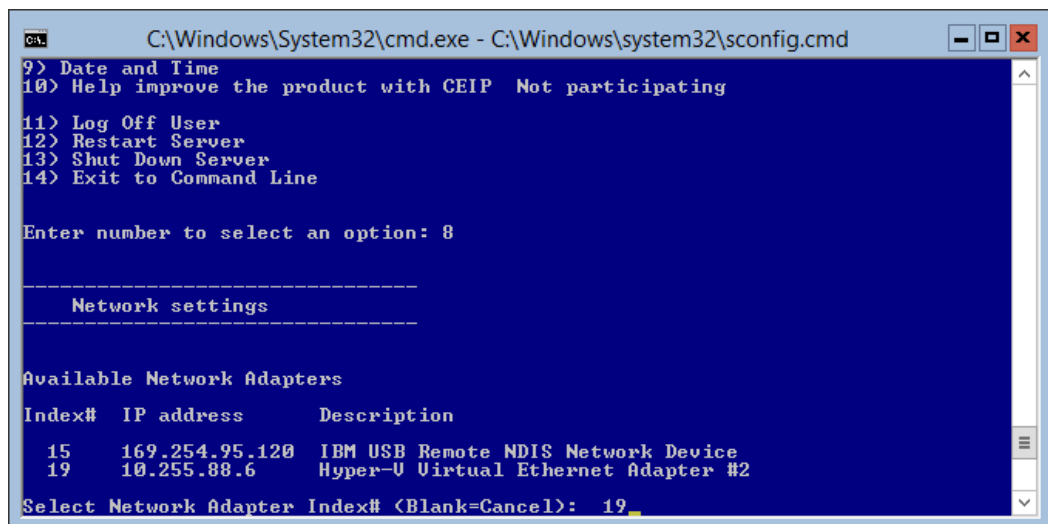 C:\Windows\System32\cmd.exe - C:\Windows\system32\sconfig.cmd
9) Date and Time
10) Help improve the product with CEIP  Not participating
11) Log Off User
12) Restart Server
13) Shut Down Server
14) Exit to Command Line
Enter number to select an option: 8
Network settings
Available Network Adapters
Index#  IP address  Description
15  169.254.95.120  IBM USB Remote NDIS Network Device
19  10.255.88.6  Hyper-V Virtual Ethernet Adapter #2
Select Network Adapter Index# (Blank=Cancel):  19_